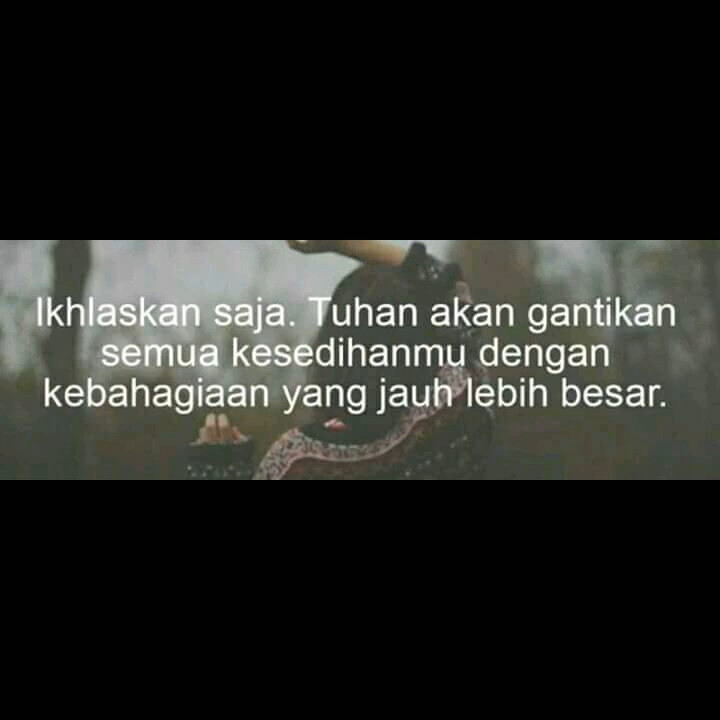 Ikhlaskan saja. Tuhan akan gantikan
semua kesedihanmu dengan
kebahagiaan yang jauh lebih besar.